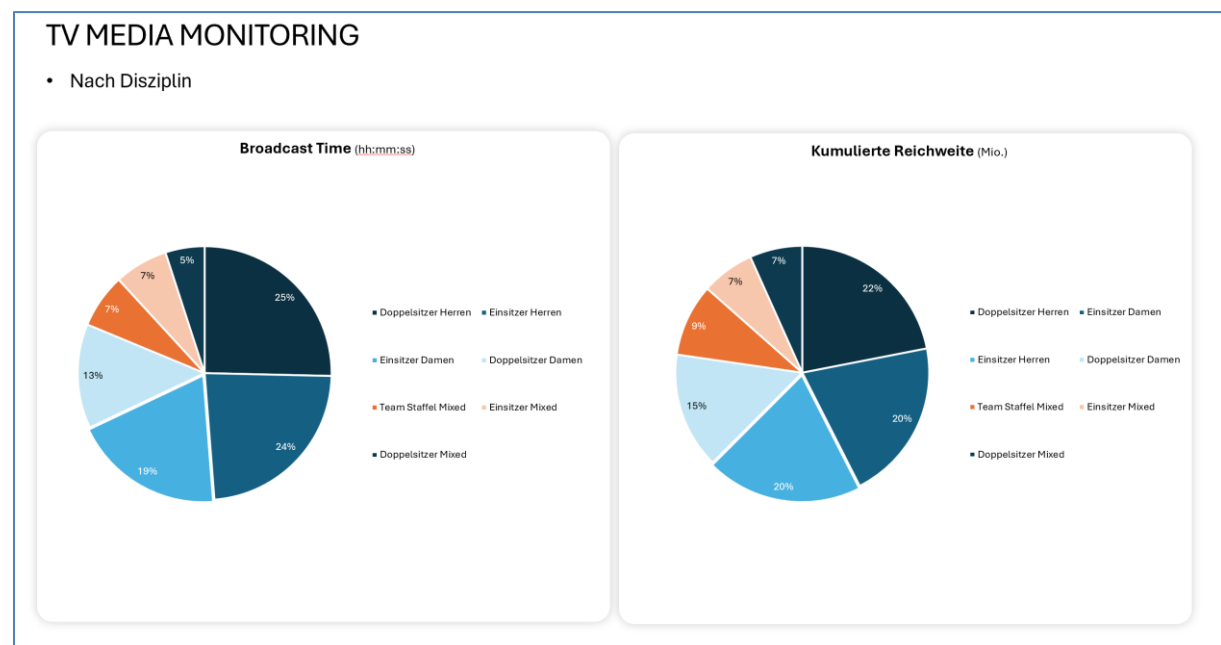 TV MEDIA MONITORING
• Nach Disziplin
Broadcast Time (hh:mm:ss)
5%
7%
25%
7%
13%
24%
19%
Doppelsitzer Herren Einsitzer Herren
Einsitzer Damen Doppelsitzer Damen
Team Staffel Mixed Einsitzer Mixed
Doppelsitzer Mixed
Kumulierte Reichweite (Mio.)
7%
7%
22%
9%
15%
20%
20%
Doppelsitzer Herren Einsitzer Damen
Einsitzer Herren Doppelsitzer Damen
Team Staffel Mixed Einsitzer Mixed
Doppelsitzer Mixed